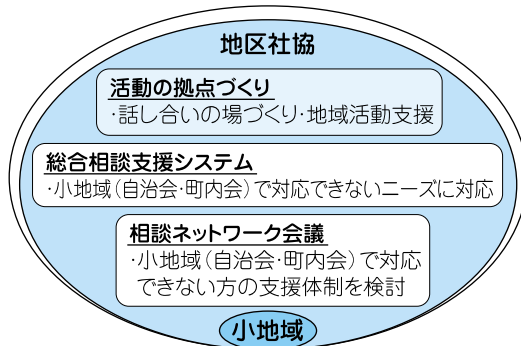 地区社協
活動の拠点づくり
・話し合いの場づくり・地域活動支援
総合相談支援システム
・小地域(自治会・町内会)で対応できないニーズに対応
相談ネットワーク会議
・小地域(自治会・町内会)で対応
できない方の支援体制を検討
小地域